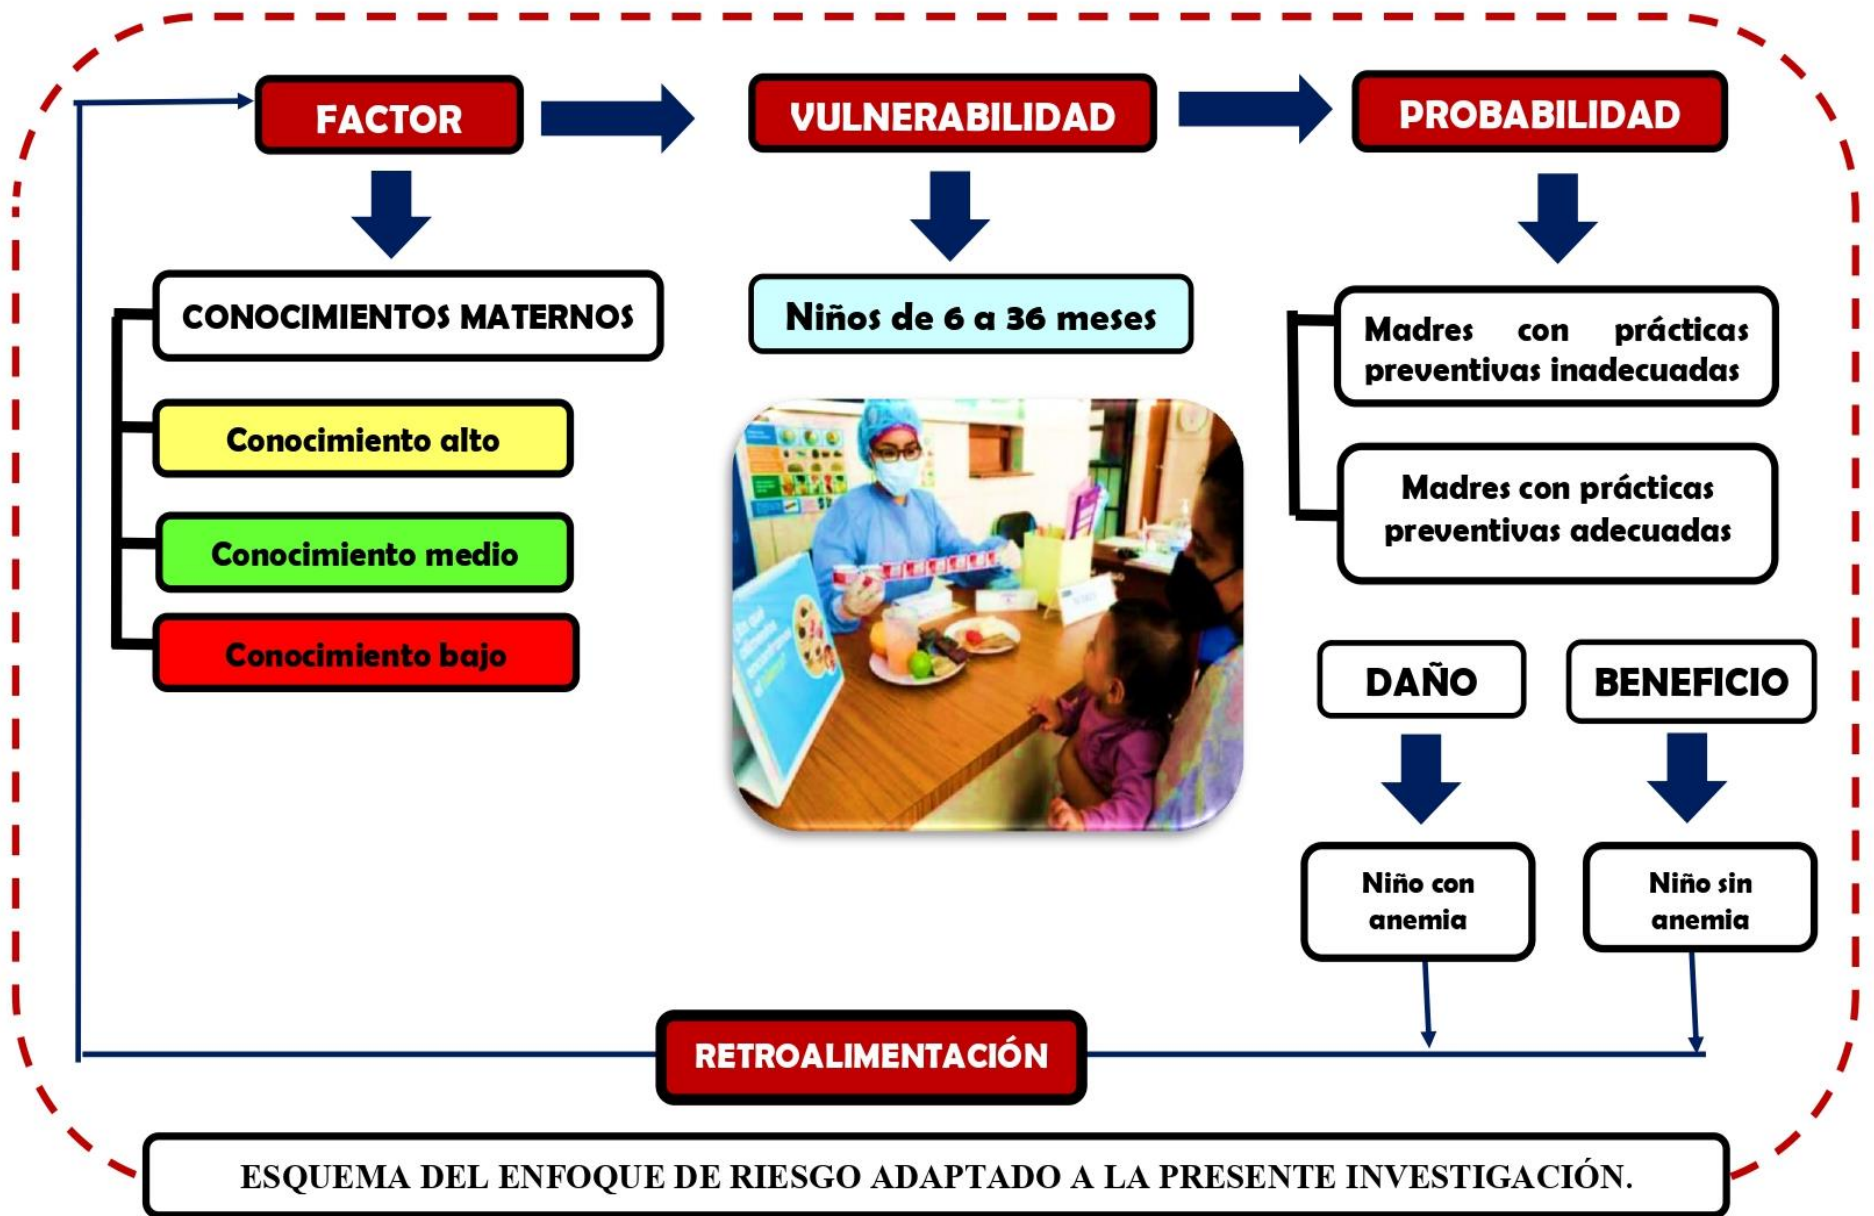 FACTOR
VULNERABILIDAD
PROBABILIDAD
CONOCIMIENTOS MATERNOS
Conocimiento alto
Conocimiento medio
Conocimiento bajo
Niños de 6 a 36 meses
Madres con prácticas
preventivas inadecuadas
Madres con prácticas
preventivas adecuadas
DAÑO
BENEFICIO
Niño con
anemia
Niño sin
anemia
RETROALIMENTACIÓN
ESQUEMA DEL ENFOQUE DE RIESGO ADAPTADO A LA PRESENTE INVESTIGACIÓN.